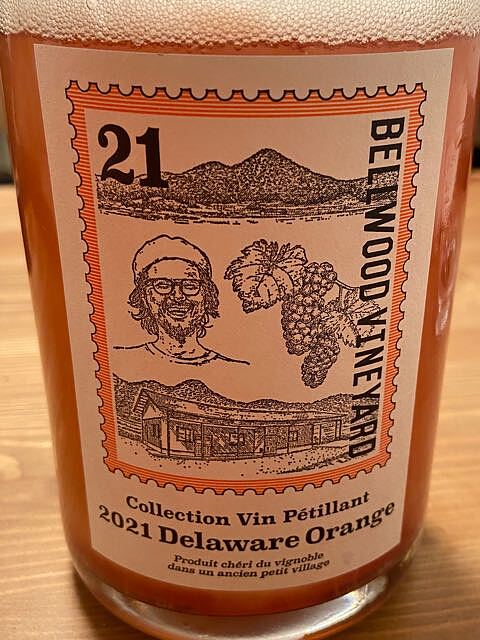 21
BELLWOOD VINEYARD
Collection Vin Pétillant
2021 Delaware Orange
Produit chéri du vignoble
dans un ancien petit village